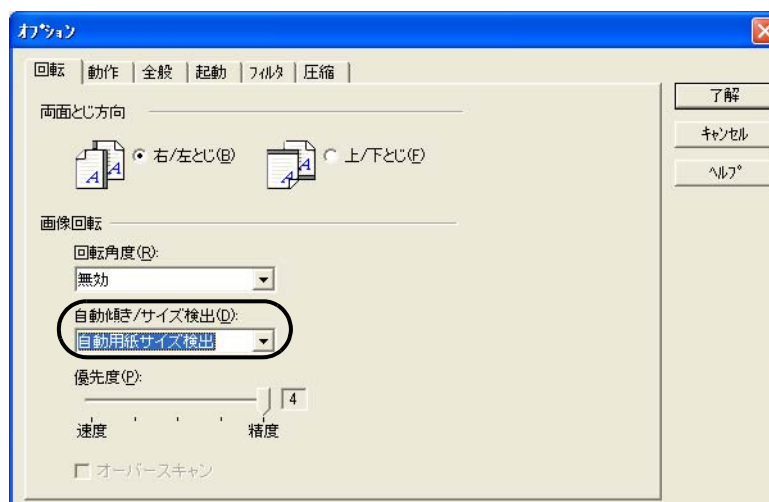 ｵﾌﾟｼｮﾝ
回転 動作 全般 起動 ﾌｨﾙﾀ 圧縮
了解
ｷｬﾝｾﾙ
ﾍﾙﾌﾟ
両面とじ方向
A A 右/左とじ(B) A A 上/下とじ(F)
画像回転
回転角度(R):
無効
自動傾き/サイズ検出(D):
自動用紙サイズ検出
優先度(P):
4
速度 精度
オーバースキャン